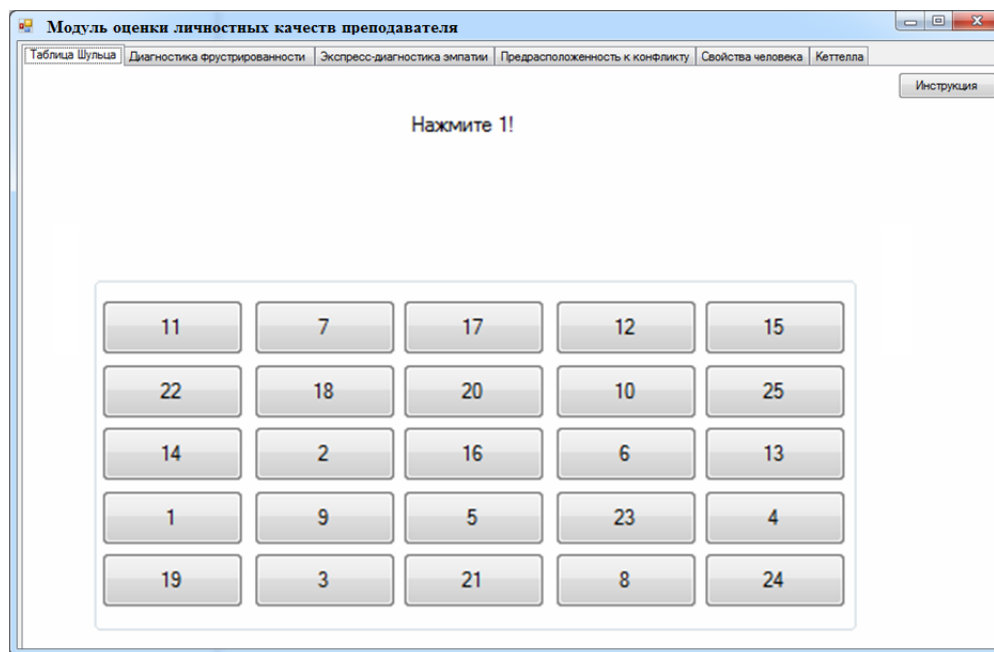 Модуль оценки личностных качеств преподавателя
Таблица Шульца Диагностика фрустрированности Экспресс-диагностика эмпатии Предрасположенность к конфликту Свойства человека Кеттелла
Инструкция
Нажмите 1!
11 7 17 12 15
22 18 20 10 25
14 2 16 6 13
1 9 5 23 4
19 3 21 8 24